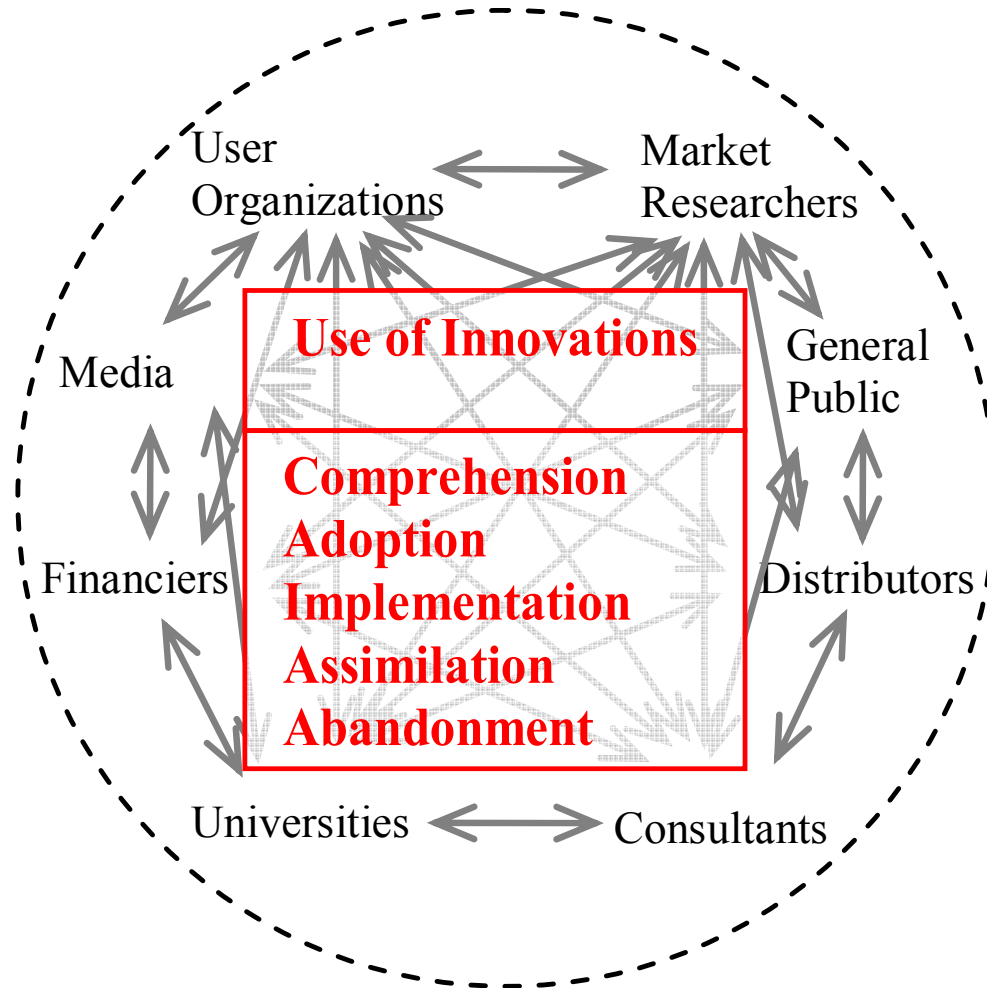 User
Organizations
Market
Researchers
Use of Innovations
Media
General
Public
Comprehension
Adoption
Implementation
Assimilation
Abandonment
Financiers
Distributors
Universities
Consultants